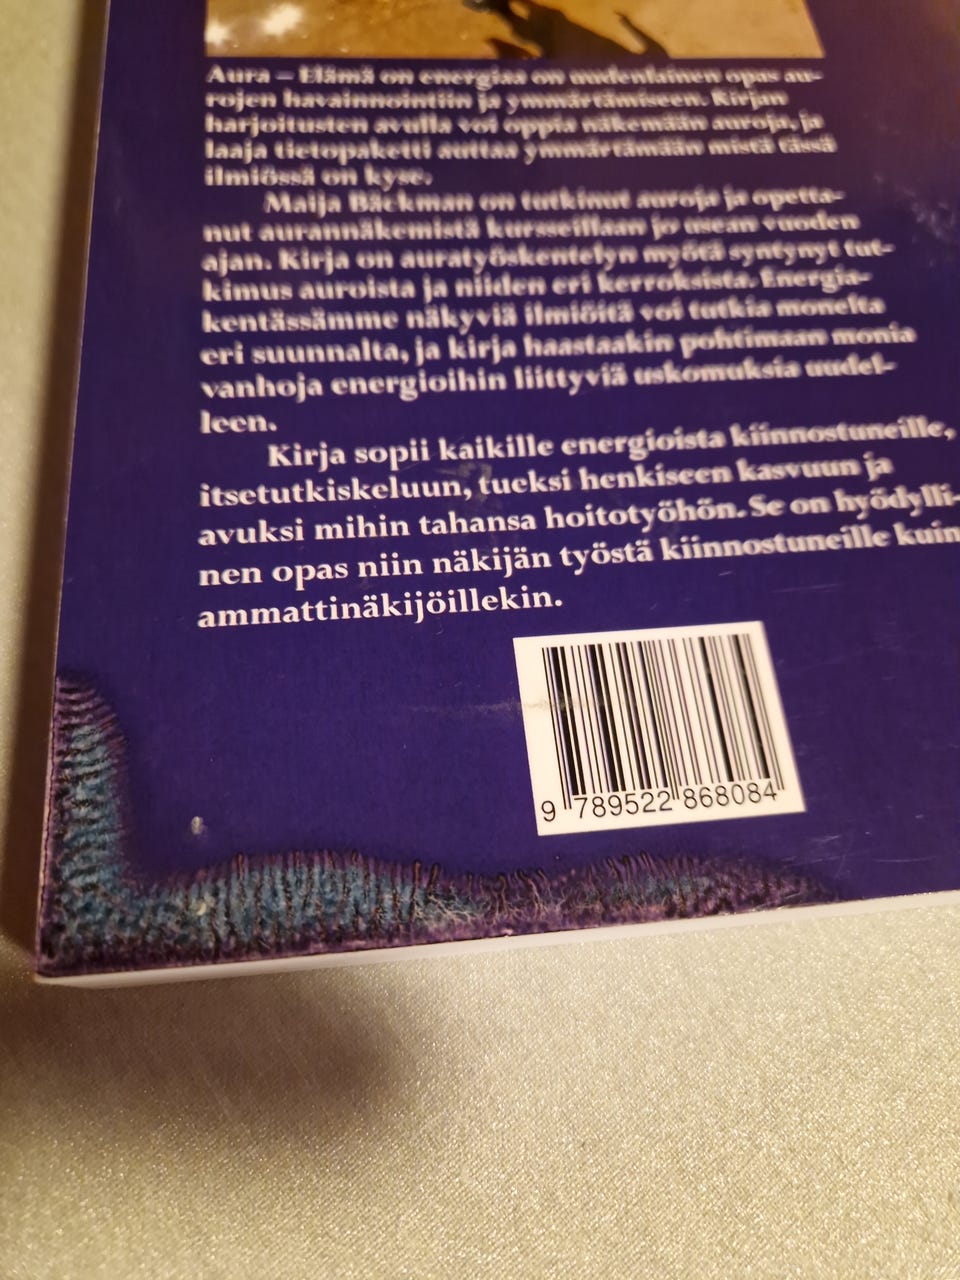 Aura – Elämä on energiaa on uudenlainen opas au-
rojen havainnointiin ja ymmärtämiseen. Kirjan
harjoitusten avulla voi oppia näkemään auroja, ja
laaja tietopaketti auttaa ymmärtämään mistä tässä
ilmiössä on kyse.
Maija Bäckman on tutkinut auroja ja opetta-
nut aurannäkemistä kursseillaan jo usean vuoden
ajan. Kirja on auratyöskentelyn myötä syntynyt tut-
kimus auroista ja niiden eri kerroksista. Energia-
kentässämme näkyviä ilmiöitä voi tutkia monelta
eri suunnalta, ja kirja haastaakin pohtimaan monia
vanhoja energioihin liittyviä uskomuksia uudel-
leen.
Kirja sopii kaikille energioista kiinnostuneille,
itsetutkiskeluun, tueksi henkiseen kasvuun ja
avuksi mihin tahansa hoitotyöhön. Se on hyödylli-
nen opas niin näkijän työstä kiinnostuneille kuin
ammattinäkijöillekin.
9 789522 868084